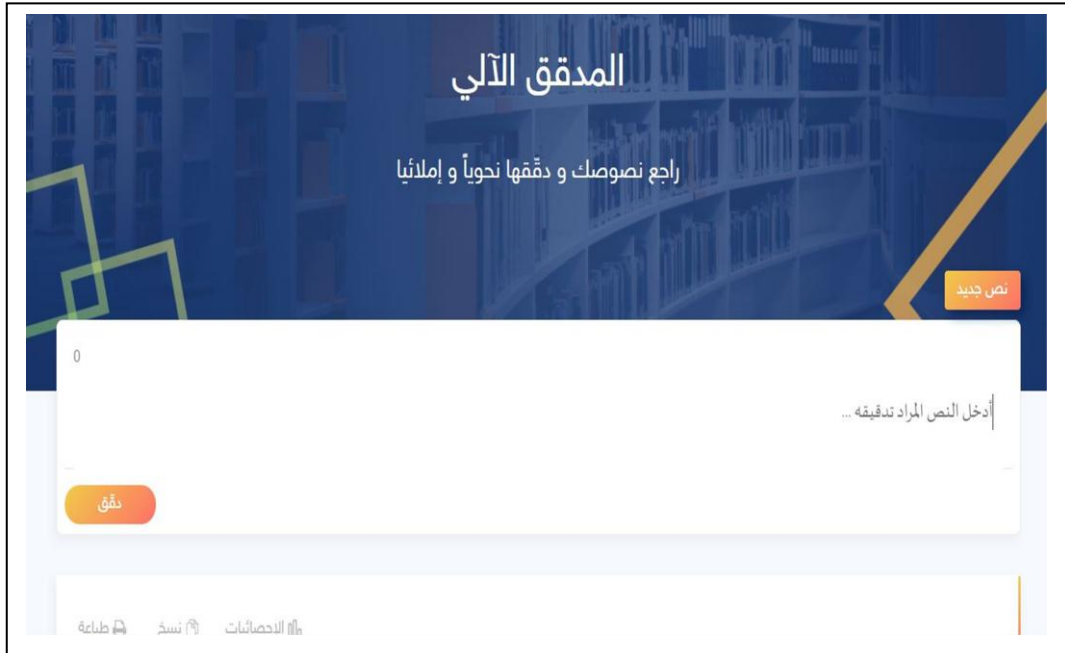 المدقق الآلي
راجع نصوصك و دقّقها نحوياً و إملائيا
نص جديد
0
أدخل النص المراد تدقيقه ...
دقّق
الاحصائيات نسخ طباعة